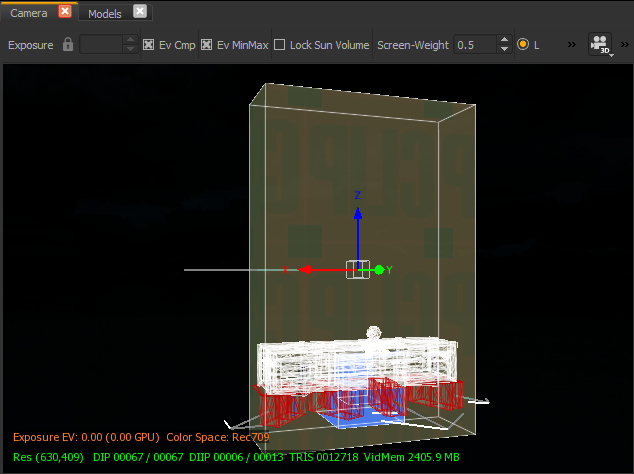 Camera Models
Exposure Ev Cmp Ev MinMax Lock Sun Volume Screen-Weight 0.5 L » 3D »
Z
X Y
Exposure EV: 0.00 (0.00 GPU) Color Space: Rec709
Res (630,409) DIP 00067 / 00067 DIIP 00006 / 00013 TRIS 0012718 VidMem 2405.9 MB